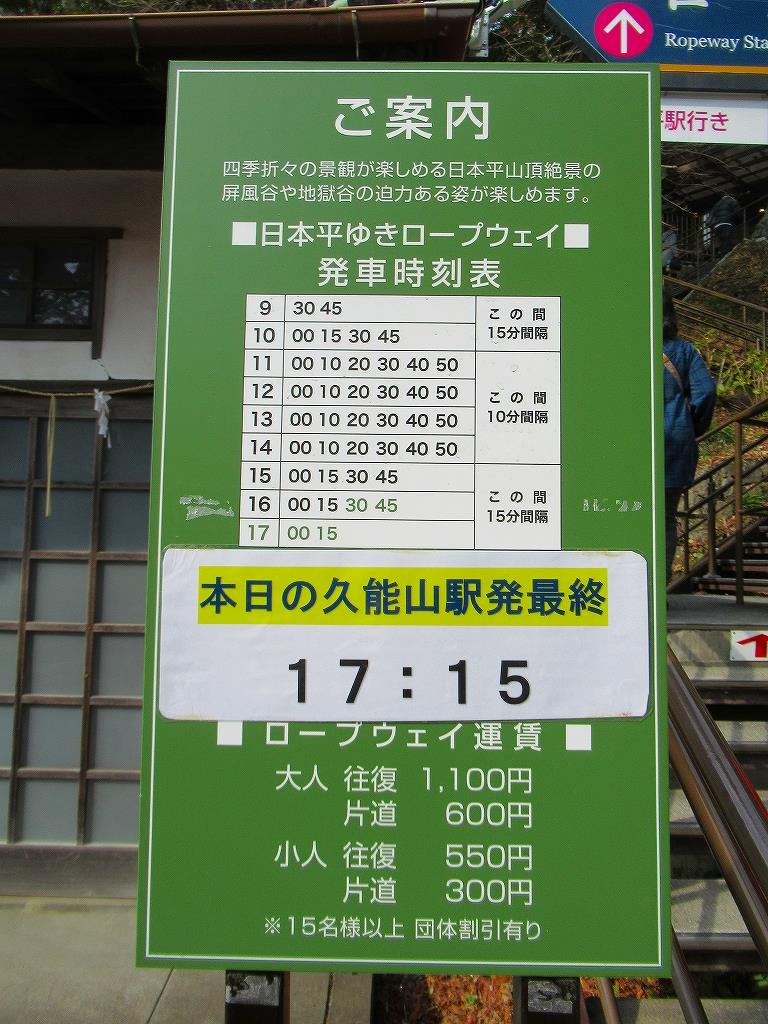 Ropeway Sta
駅行き
ご案内
四季折々の景観が楽しめる日本平山頂絶景の
屏風谷や地獄谷の迫力ある姿が楽しめます。
■日本平ゆきロープウェイ■
発車時刻表
9 30 45
10 00 15 30 45
この間
15分間隔
11 00 10 20 30 40 50
12 00 10 20 30 40 50
13 00 10 20 30 40 50
14 00 10 20 30 40 50
この間
10分間隔
15 00 15 30 45
16 00 15 30 45
17 00 15
この間
15分間隔
本日の久能山駅発最終
17:15
■ ロープウェイ運賃 ■
大人 往復 1,100円
片道 600円
小人 往復 550円
片道 300円
※15名様以上 団体割引有り